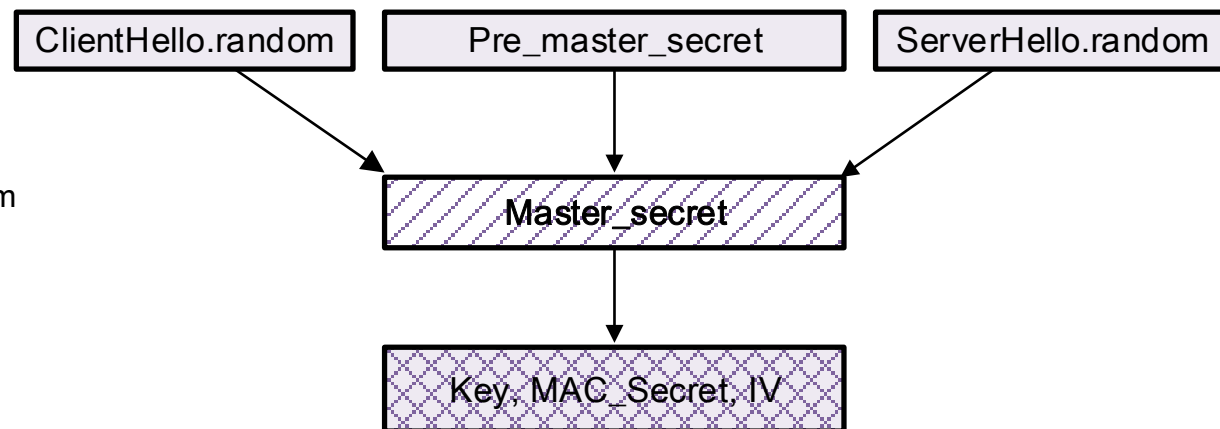 ClientHello.random
Pre_master_secret
ServerHello.random
m
Master_secret
Key, MAC_Secret, IV